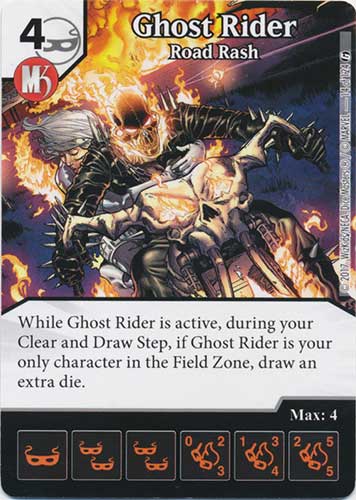 4
Ghost Rider
Road Rash
M3
While Ghost Rider is active, during your
Clear and Draw Step, if Ghost Rider is your
only character in the Field Zone, draw an
extra die.
Max: 4
0 2 3
1 3 4
2 5 5